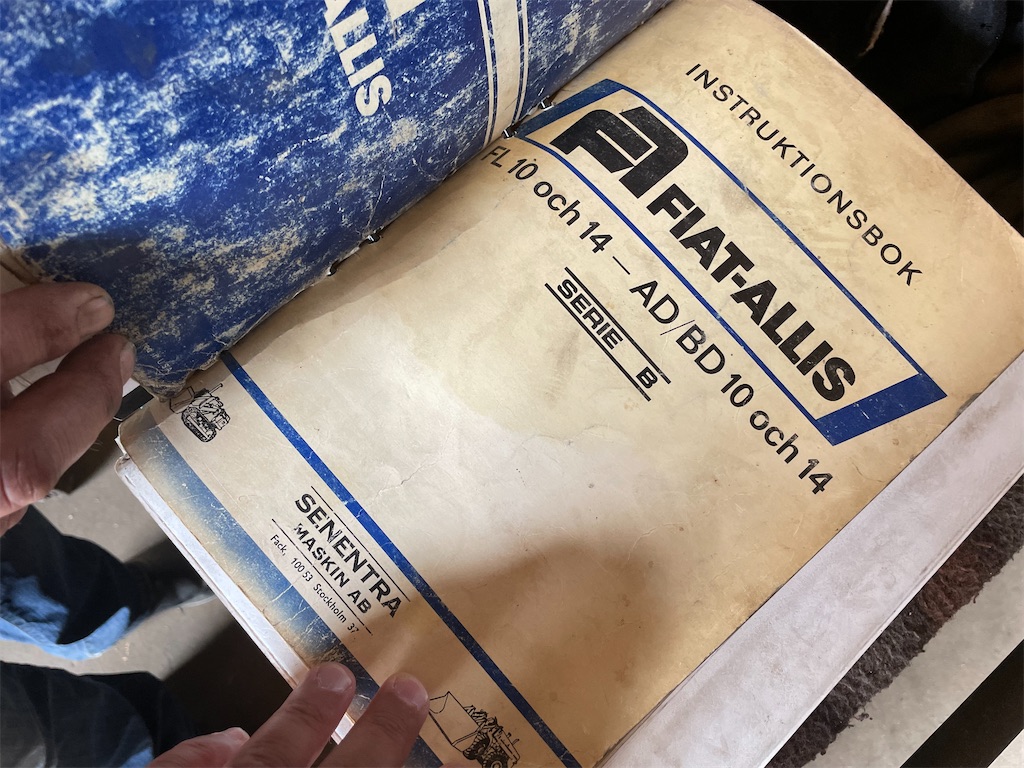 ALLIS
INSTRUKTIONSBOK
FIAT-ALLIS
FL 10 och 14 — AD/BD 10 och 14
SERIE B
SENENTRA
MASKIN AB
Fack, 100 53 Stockholm 37